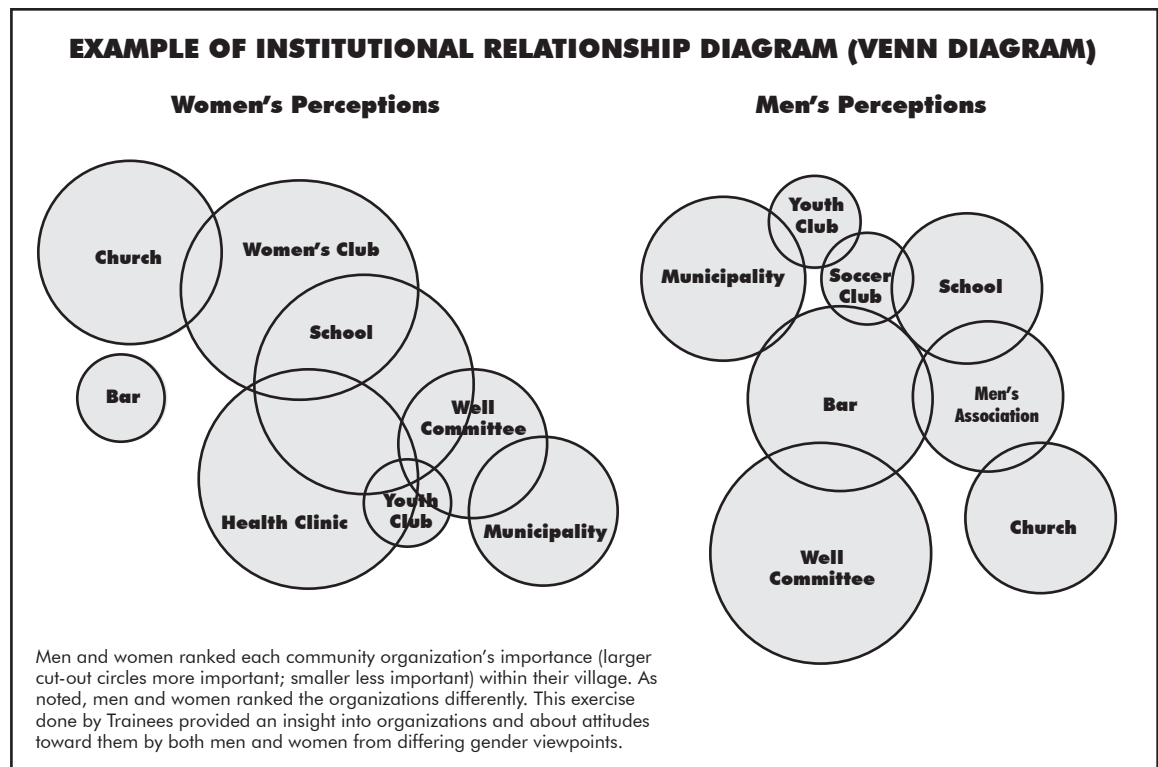 EXAMPLE OF INSTITUTIONAL RELATIONSHIP DIAGRAM (VENN DIAGRAM)
Women’s Perceptions
Church
Women’s Club
School
Bar
Well
Committee
Youth
Club
Health Clinic
Municipality
Men’s Perceptions
Youth
Club
Municipality
Soccer
Club
School
Bar
Men’s
Association
Well
Committee
Church
Men and women ranked each community organization’s importance (larger
cut-out circles more important; smaller less important) within their village. As
noted, men and women ranked the organizations differently. This exercise
done by Trainees provided an insight into organizations and about attitudes
toward them by both men and women from differing gender viewpoints.